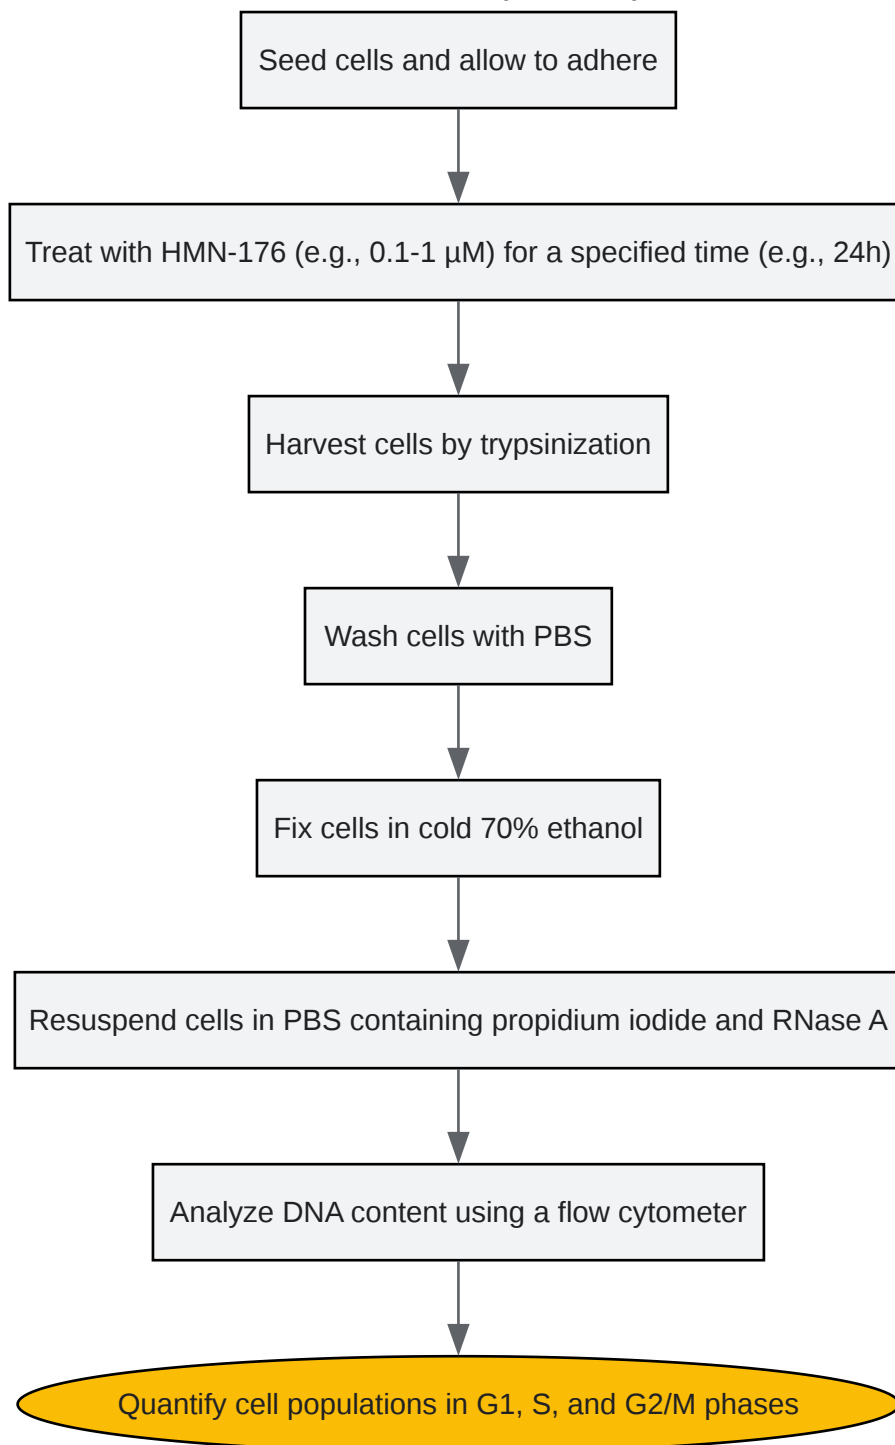 Seed cells and allow to adhere
Treat with HMN-176 (e.g., 0.1-1 µM) for a specified time (e.g., 24h)
Harvest cells by trypsinization
Wash cells with PBS
Fix cells in cold 70% ethanol
Resuspend cells in PBS containing propidium iodide and RNase A
Analyze DNA content using a flow cytometer
Quantify cell populations in G1, S, and G2/M phases